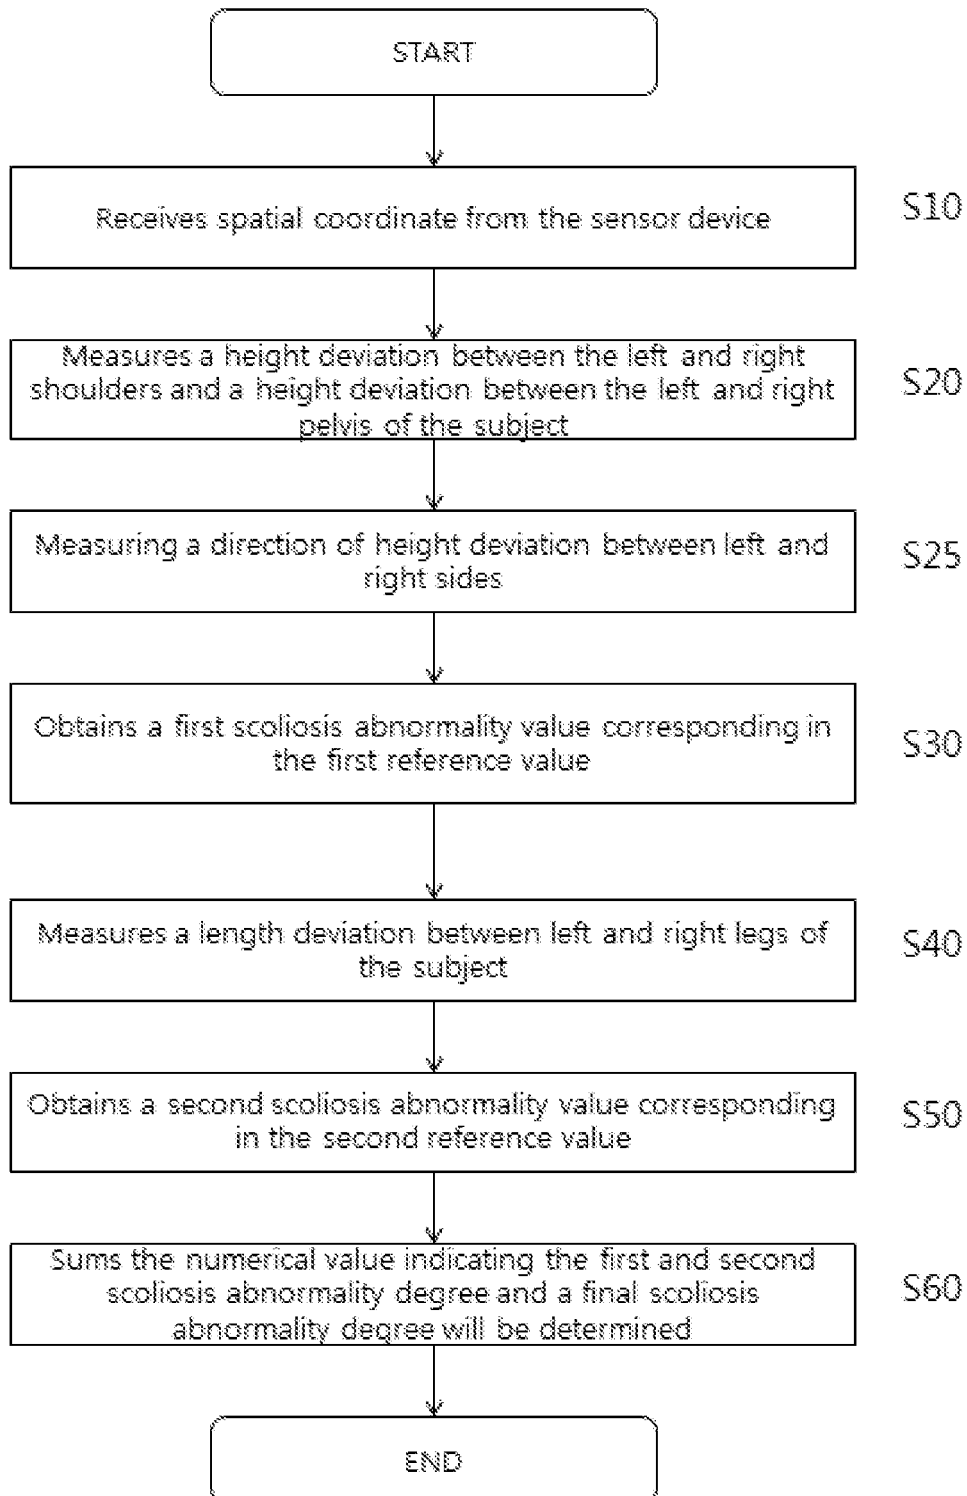 START
Receives spatial coordinate from the sensor device
S10
Measures a height deviation between the left and right
shoulders and a height deviation between the left and right
pelvis of the subject
S20
Measuring a direction of height deviation between left and
right sides
S25
Obtains a first scoliosis abnormality value corresponding in
the first reference value
S30
Measures a length deviation between left and right legs of
the subject
S40
Obtains a second scoliosis abnormality value corresponding
in the second reference value
S50
Sums the numerical value indicating the first and second
scoliosis abnormality degree and a final scoliosis
abnormality degree will be determined
S60
END